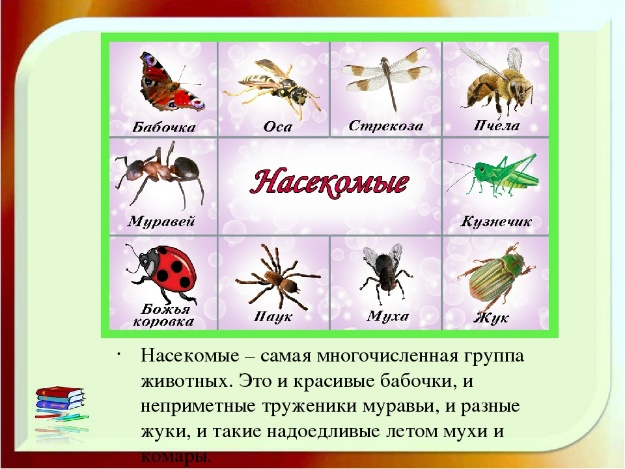 Бабочка
Оса
Стрекоза
Пчела
Муравей
Насекомые
Кузнечик
Божья
коровка
Паук
Муха
Жук
Насекомые – самая многочисленная группа
животных. Это и красивые бабочки, и
неприметные труженики муравьи, и разные
жуки, и такие надоедливые летом мухи и
комары.